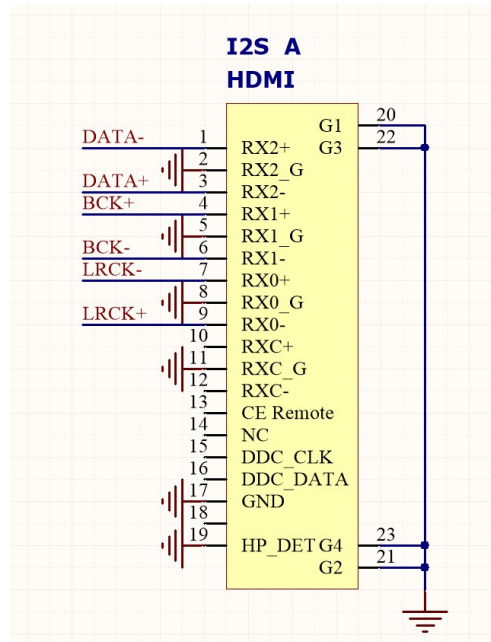 I2S A
HDMI
G1 20
DATA- 1 RX2+ G3 22
2 RX2_G
DATA+ 3 RX2-
BCK+ 4 RX1+
5 RX1_G
BCK- 6 RX1-
LRCK- 7 RX0+
8 RX0_G
LRCK+ 9 RX0-
10 RXC+
11 RXC_G
12 RXC-
13 CE Remote
14 NC
15 DDC_CLK
16 DDC_DATA
17 GND
18
19 HP_DET G4 23
G2 21